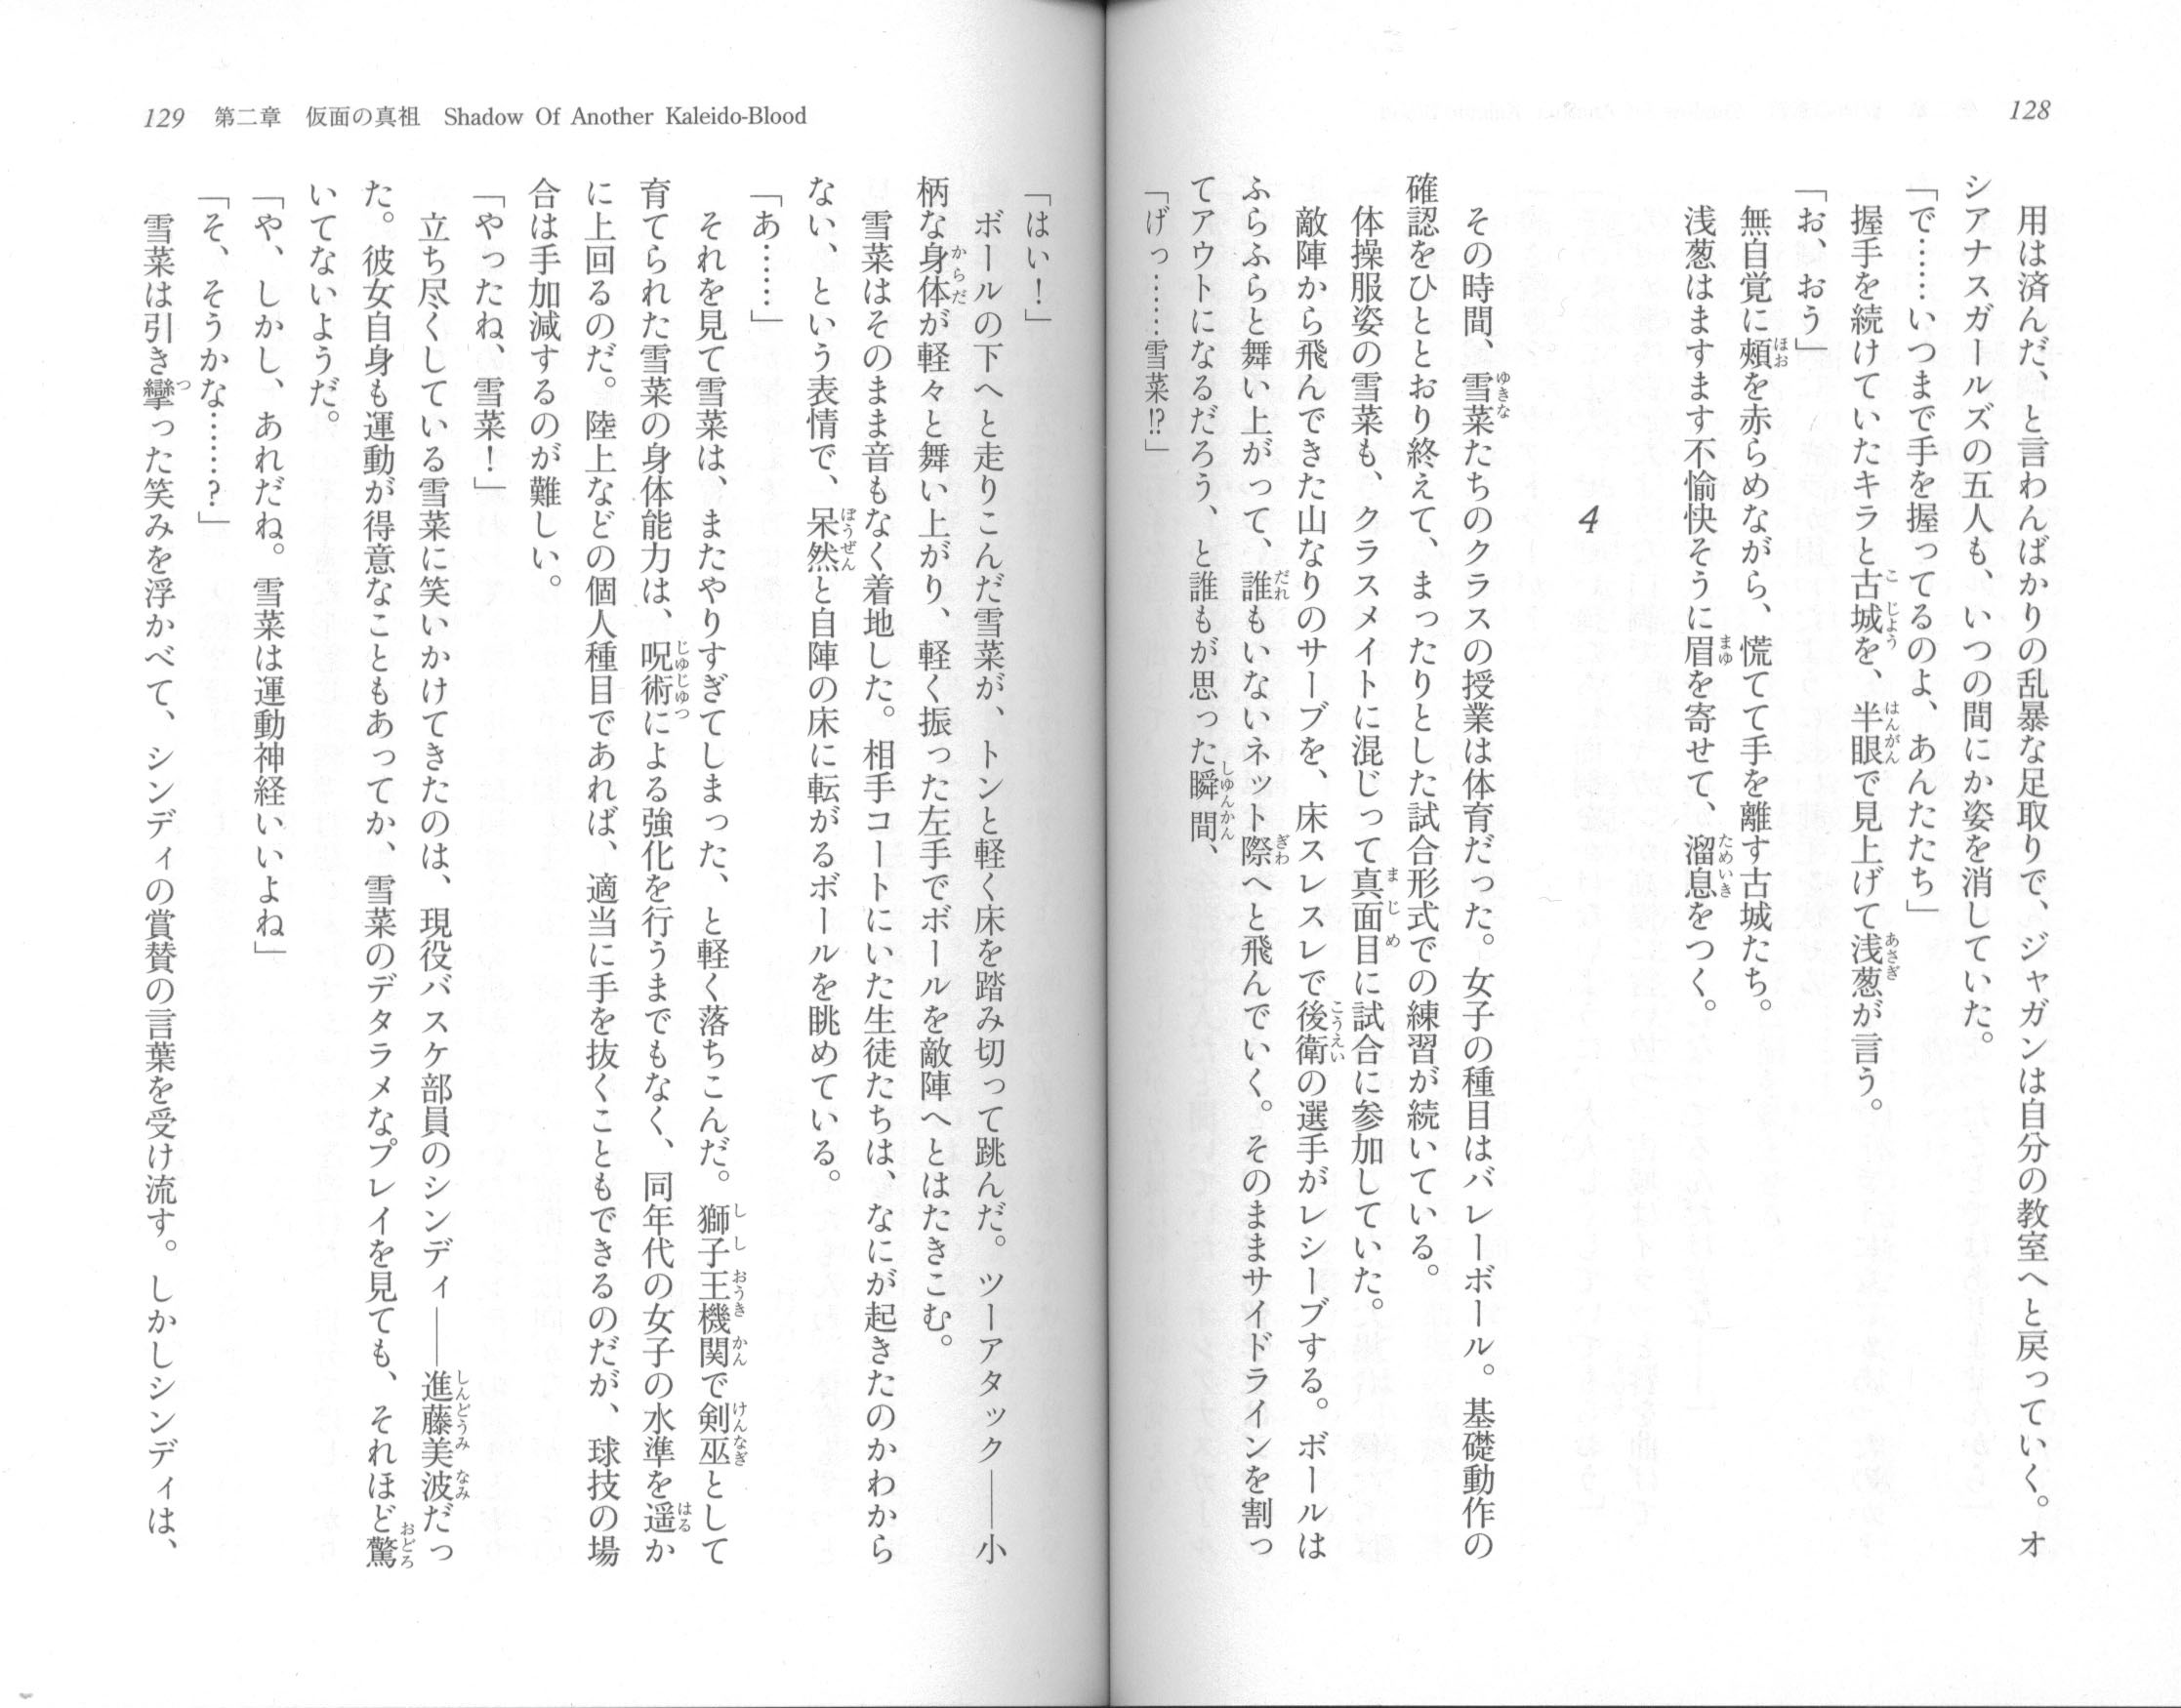 128
用は済んだ、と言わんばかりの乱暴な足取りで、ジャガンは自分の教室へと戻っていく。オ
シアナスガールズの五人も、いつの間にか姿を消していた。
「で……いつまで手を握ってるのよ、あんたたち」
握手を続けていたキラと古城を、半眼で見上げて浅葱が言う。
「お、おう」
無自覚に頰を赤らめながら、慌てて手を離す古城たち。
浅葱はますます不愉快そうに眉を寄せて、溜息をつく。
4
その時間、雪菜たちのクラスの授業は体育だった。女子の種目はバレーボール。基礎動作の
確認をひととおり終えて、まったりとした試合形式での練習が続いている。
体操服姿の雪菜も、クラスメイトに混じって真面目に試合に参加していた。
敵陣から飛んできた山なりのサーブを、床スレスレで後衛の選手がレシーブする。ボールは
ふらふらと舞い上がって、誰もいないネット際へと飛んでいく。そのままサイドラインを割っ
てアウトになるだろう、と誰もが思った瞬間、
「げっ……雪菜!?」
129 第二章 仮面の真祖 Shadow Of Another Kaleido-Blood
「はい!」
ボールの下へと走りこんだ雪菜が、トンと軽く床を踏み切って跳んだ。ツーアタック――小
柄な身体が軽々と舞い上がり、軽く振った左手でボールを敵陣へとはたきこむ。
雪菜はそのまま音もなく着地した。相手コートにいた生徒たちは、なにが起きたのかわから
ない、という表情で、呆然と自陣の床に転がるボールを眺めている。
「あ……」
それを見て雪菜は、またやりすぎてしまった、と軽く落ちこんだ。獅子王機関で剣巫として
育てられた雪菜の身体能力は、呪術による強化を行うまでもなく、同年代の女子の水準を遥か
に上回るのだ。陸上などの個人種目であれば、適当に手を抜くこともできるのだが、球技の場
合は手加減するのが難しい。
「やったね、雪菜!」
立ち尽くしている雪菜に笑いかけてきたのは、現役バスケ部員のシンディ――進藤美波だっ
た。彼女自身も運動が得意なこともあってか、雪菜のデタラメなプレイを見ても、それほど驚
いてないようだ。
「や、しかし、あれだね。雪菜は運動神経いいよね」
「そ、そうかな……?」
雪菜は引き攣った笑みを浮かべて、シンディの賞賛の言葉を受け流す。しかしシンディは、